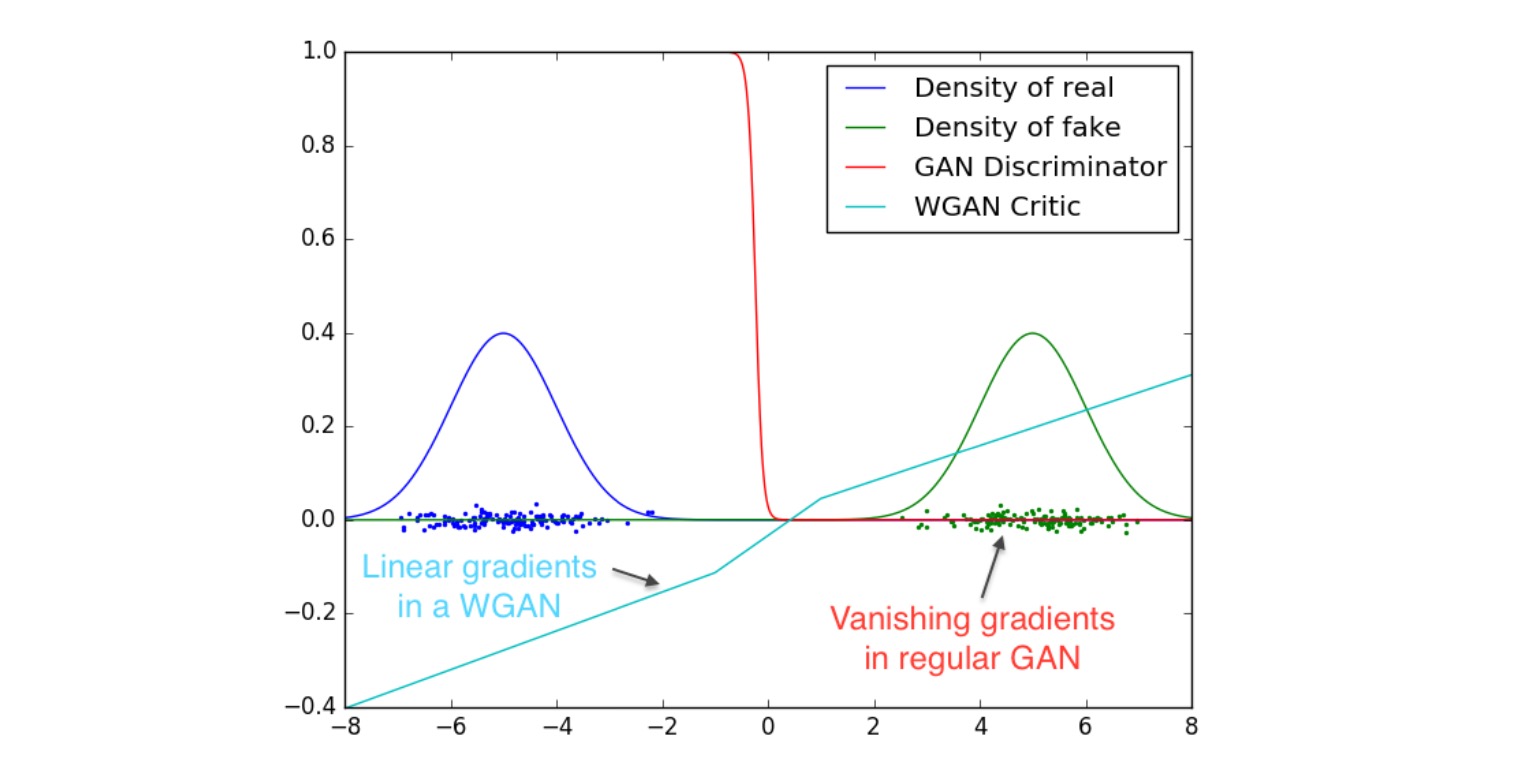 1.0
0.8
0.6
0.4
0.2
0.0
−0.2
−0.4
−8 −6 −4 −2 0 2 4 6 8
Density of real
Density of fake
GAN Discriminator
WGAN Critic
Linear gradients
in a WGAN
Vanishing gradients
in regular GAN